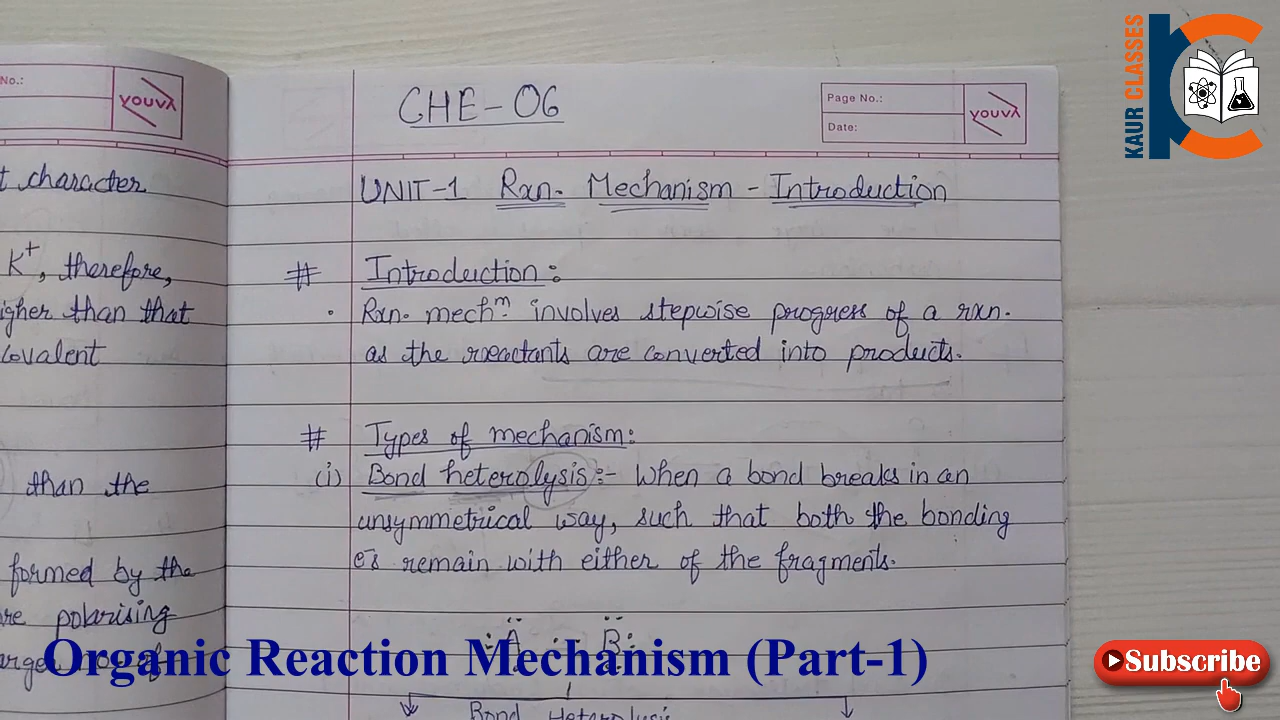 KAUR CLASSES
No.:
youva
t character
K⁺, therefore,
igher than that
covalent
than the
formed by the
re polarising
CHE-06
Page No.:
Date:
youva
UNIT-1 Rxn. Mechanism - Introduction
# Introduction:
. Rxn. mechᵐ. involves stepwise progress of a rxn.
as the reactants are converted into products.
# Types of mechanism:
(i) Bond heterolysis:- When a bond breaks in an
unsymmetrical way, such that both the bonding
e⁻s remain with either of the fragments.
A B
Organic Reaction Mechanism (Part-1)
Bond Heterolysis
Subscribe